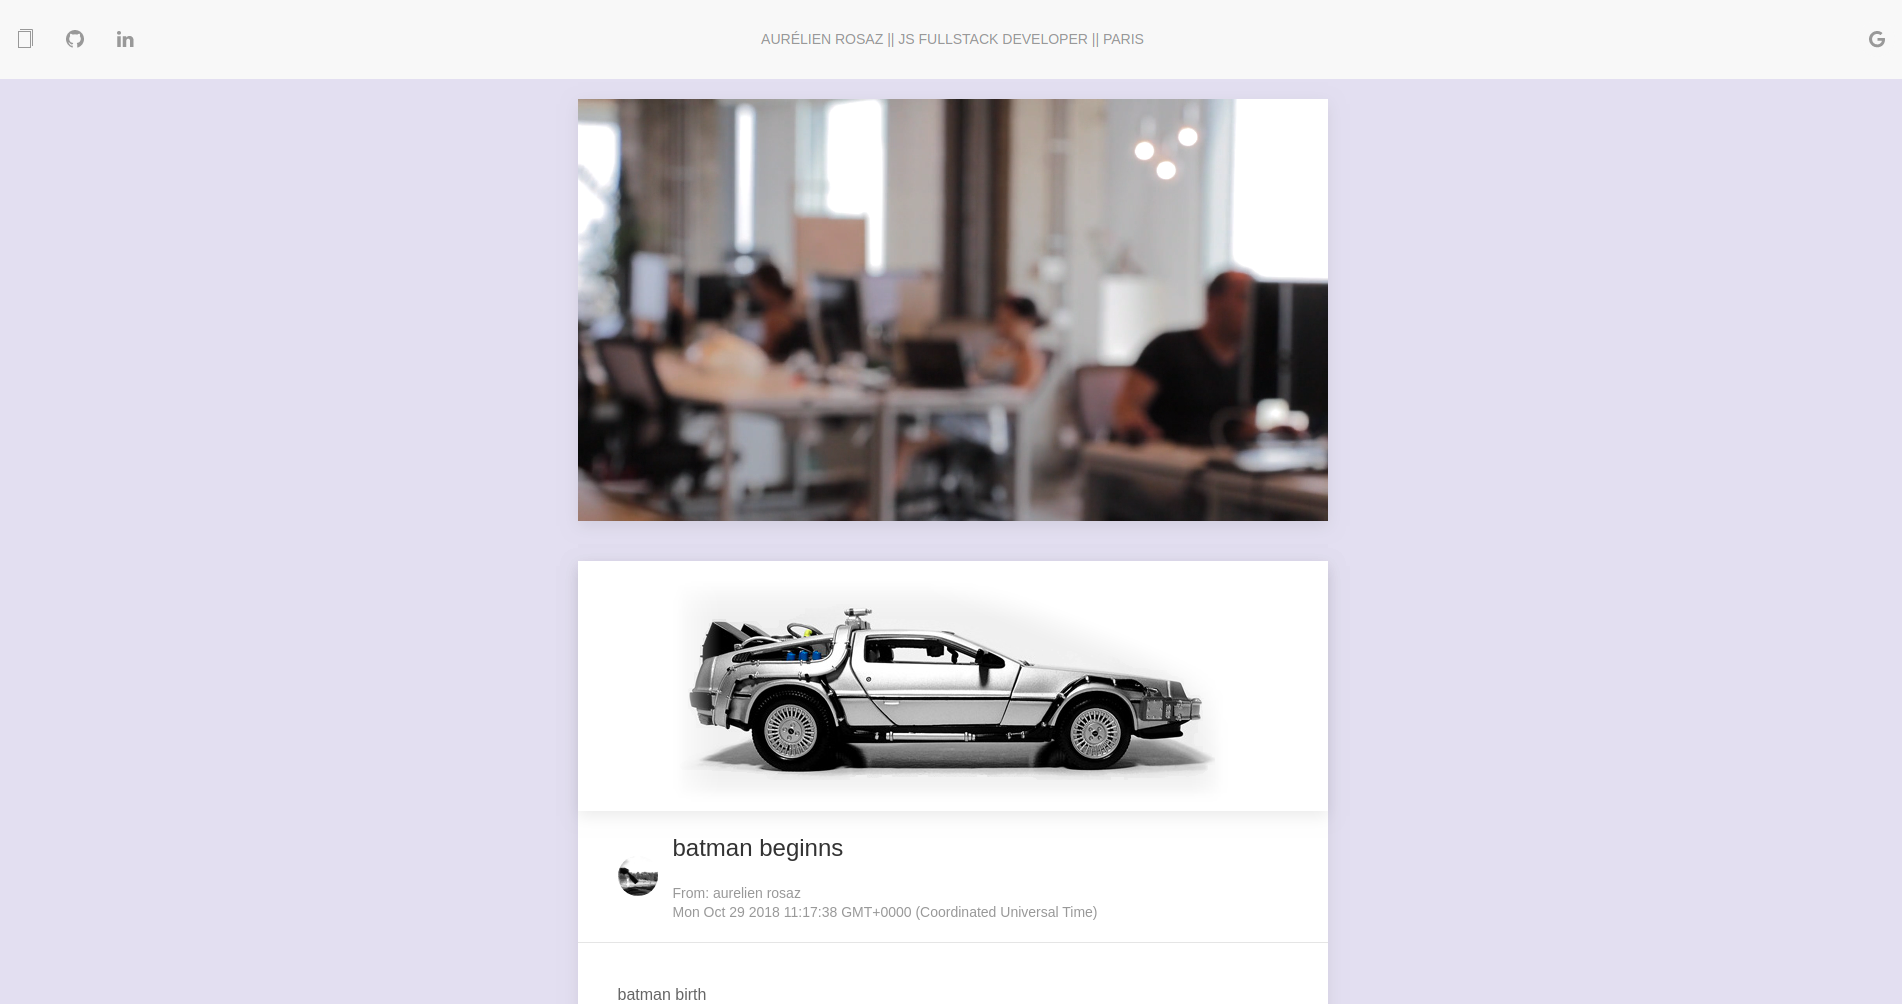 AURÉLIEN ROSAZ || JS FULLSTACK DEVELOPER || PARIS
batman beginns
From: aurelien rosaz
Mon Oct 29 2018 11:17:38 GMT+0000 (Coordinated Universal Time)
batman birth